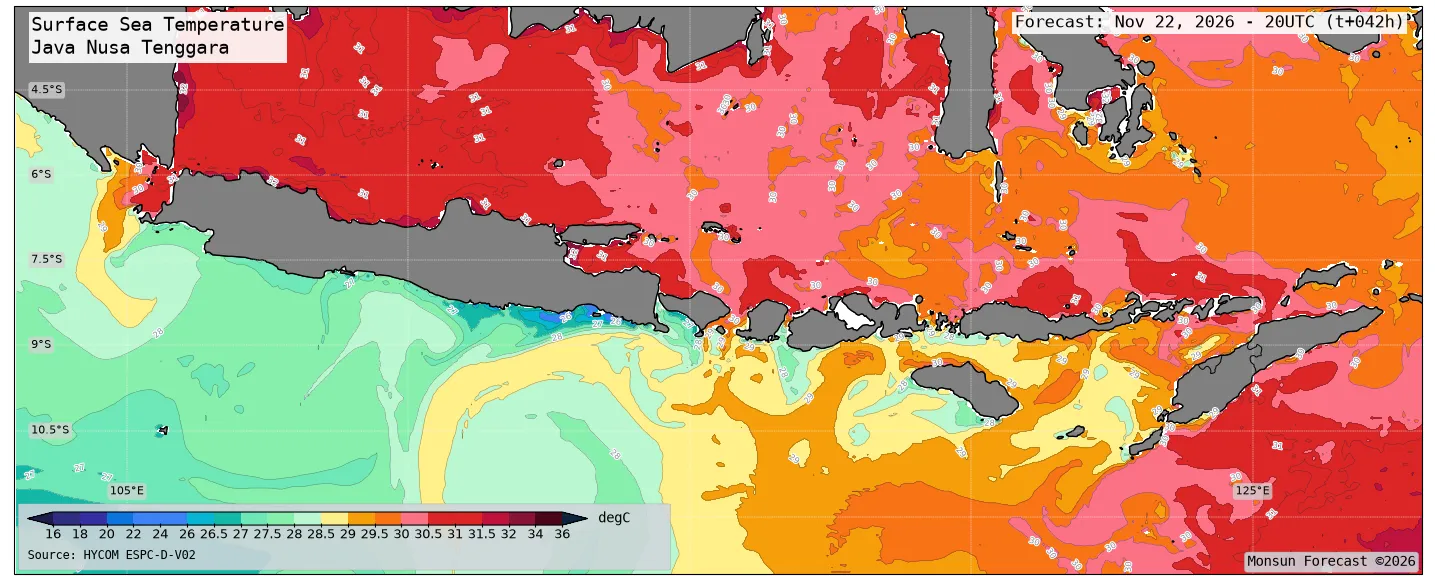 Surface Sea Temperature
Java Nusa Tenggara
Forecast: Nov 22, 2026 - 20UTC (t+042h)
4.5°S
6°S
7.5°S
9°S
10.5°S
105°E
125°E
16 18 20 22 24 26 26.5 27 27.5 28 28.5 29 29.5 30 30.5 31 31.5 32 34 36
degC
Source: HYCOM ESPC-D-V02
Monsun Forecast ©2026